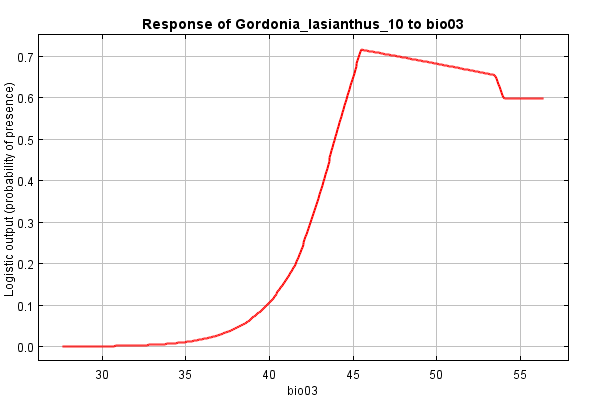 Response of Gordonia_lasianthus_10 to bio03
Logistic output (probability of presence)
0.7
0.6
0.5
0.4
0.3
0.2
0.1
0.0
30 35 40 45 50 55
bio03